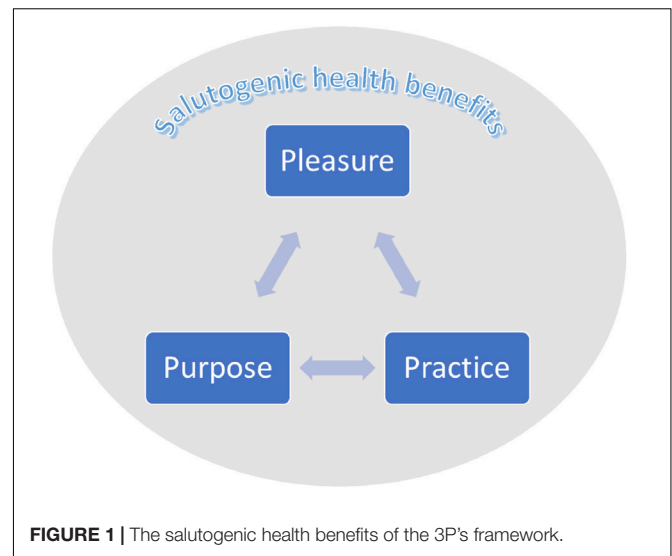 Salutogenic health benefits
Pleasure
Purpose
Practice
FIGURE 1 | The salutogenic health benefits of the 3P's framework.